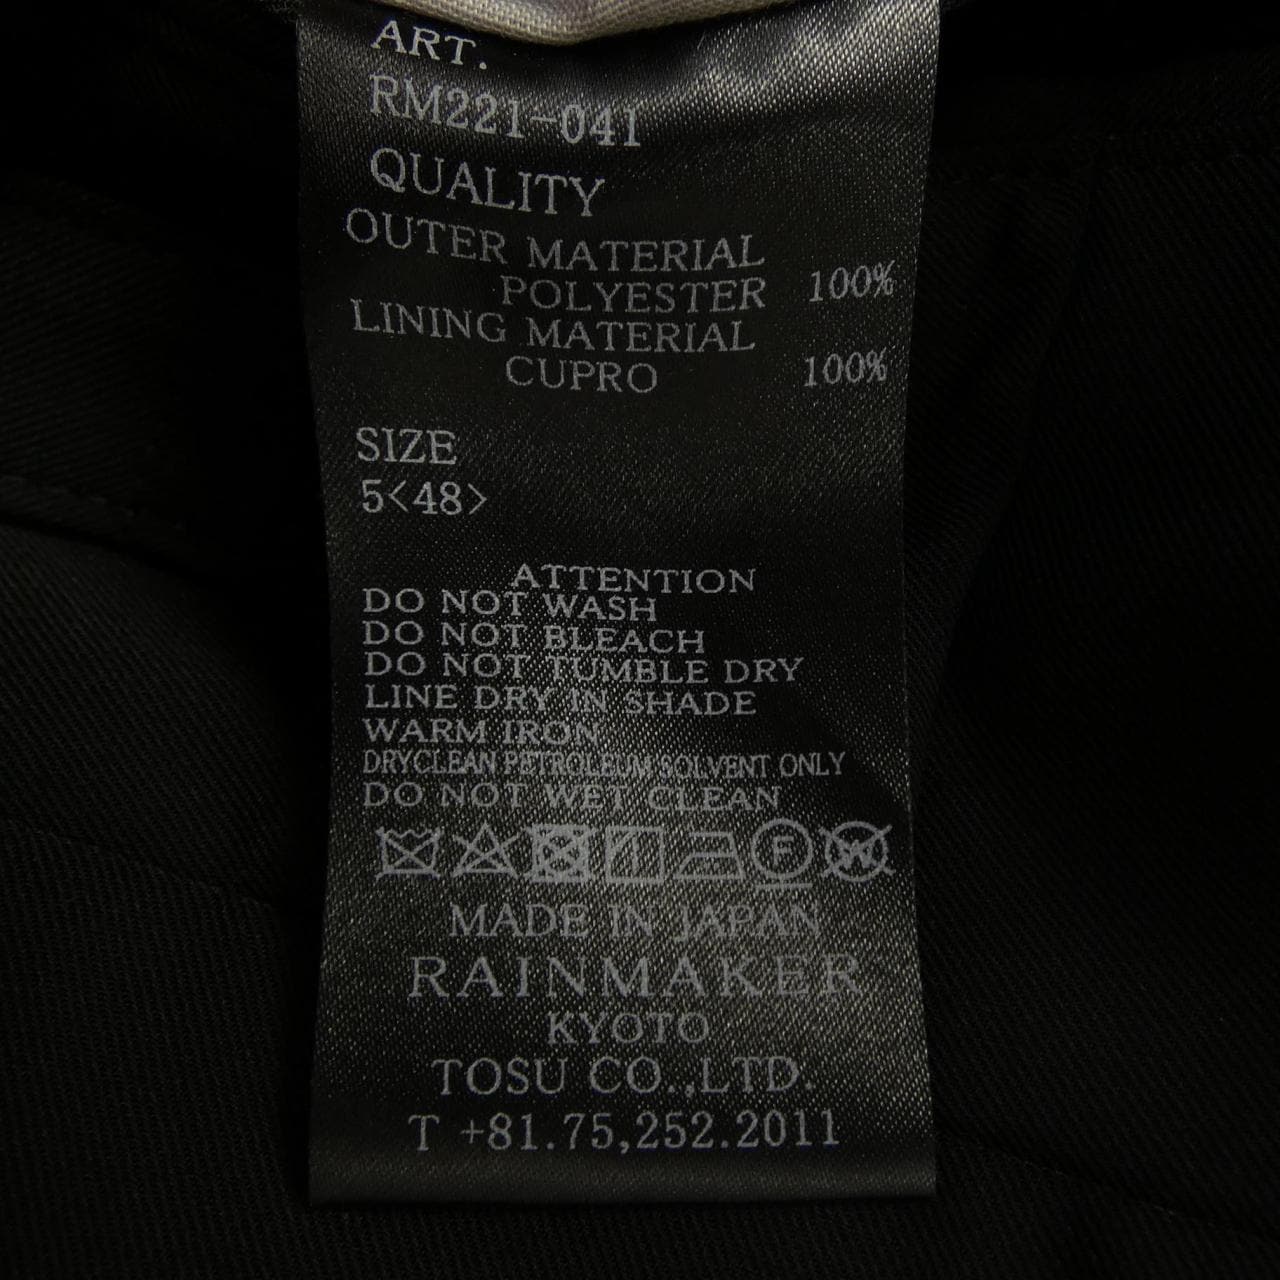 ART.
RM221-041
QUALITY
OUTER MATERIAL
POLYESTER 100%
LINING MATERIAL
CUPRO 100%
SIZE
5<48>
ATTENTION
DO NOT WASH
DO NOT BLEACH
DO NOT TUMBLE DRY
LINE DRY IN SHADE
WARM IRON
DRYCLEAN PETROLEUM SOLVENT ONLY
DO NOT WET CLEAN
F W
MADE IN JAPAN
RAINMAKER
KYOTO
TOSU CO.,LTD.
T +81.75,252.2011